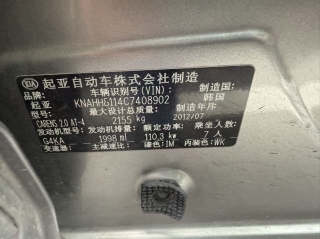 KIA 起亚自动车株式会社制造
车辆识别号(VIN): 制造国:
起亚 KNAHHG114C7408902 韩国
型号: 最大设计总质量 制造年月
CARENS 2.0 AT-4 2155 kg 2012/07
发动机型号: 发动机排量: 额定功率: 乘坐人数:
G4KA 1998 ml 110.3 kw 7 人
主减速比: 漆色:IM 内装色:WK